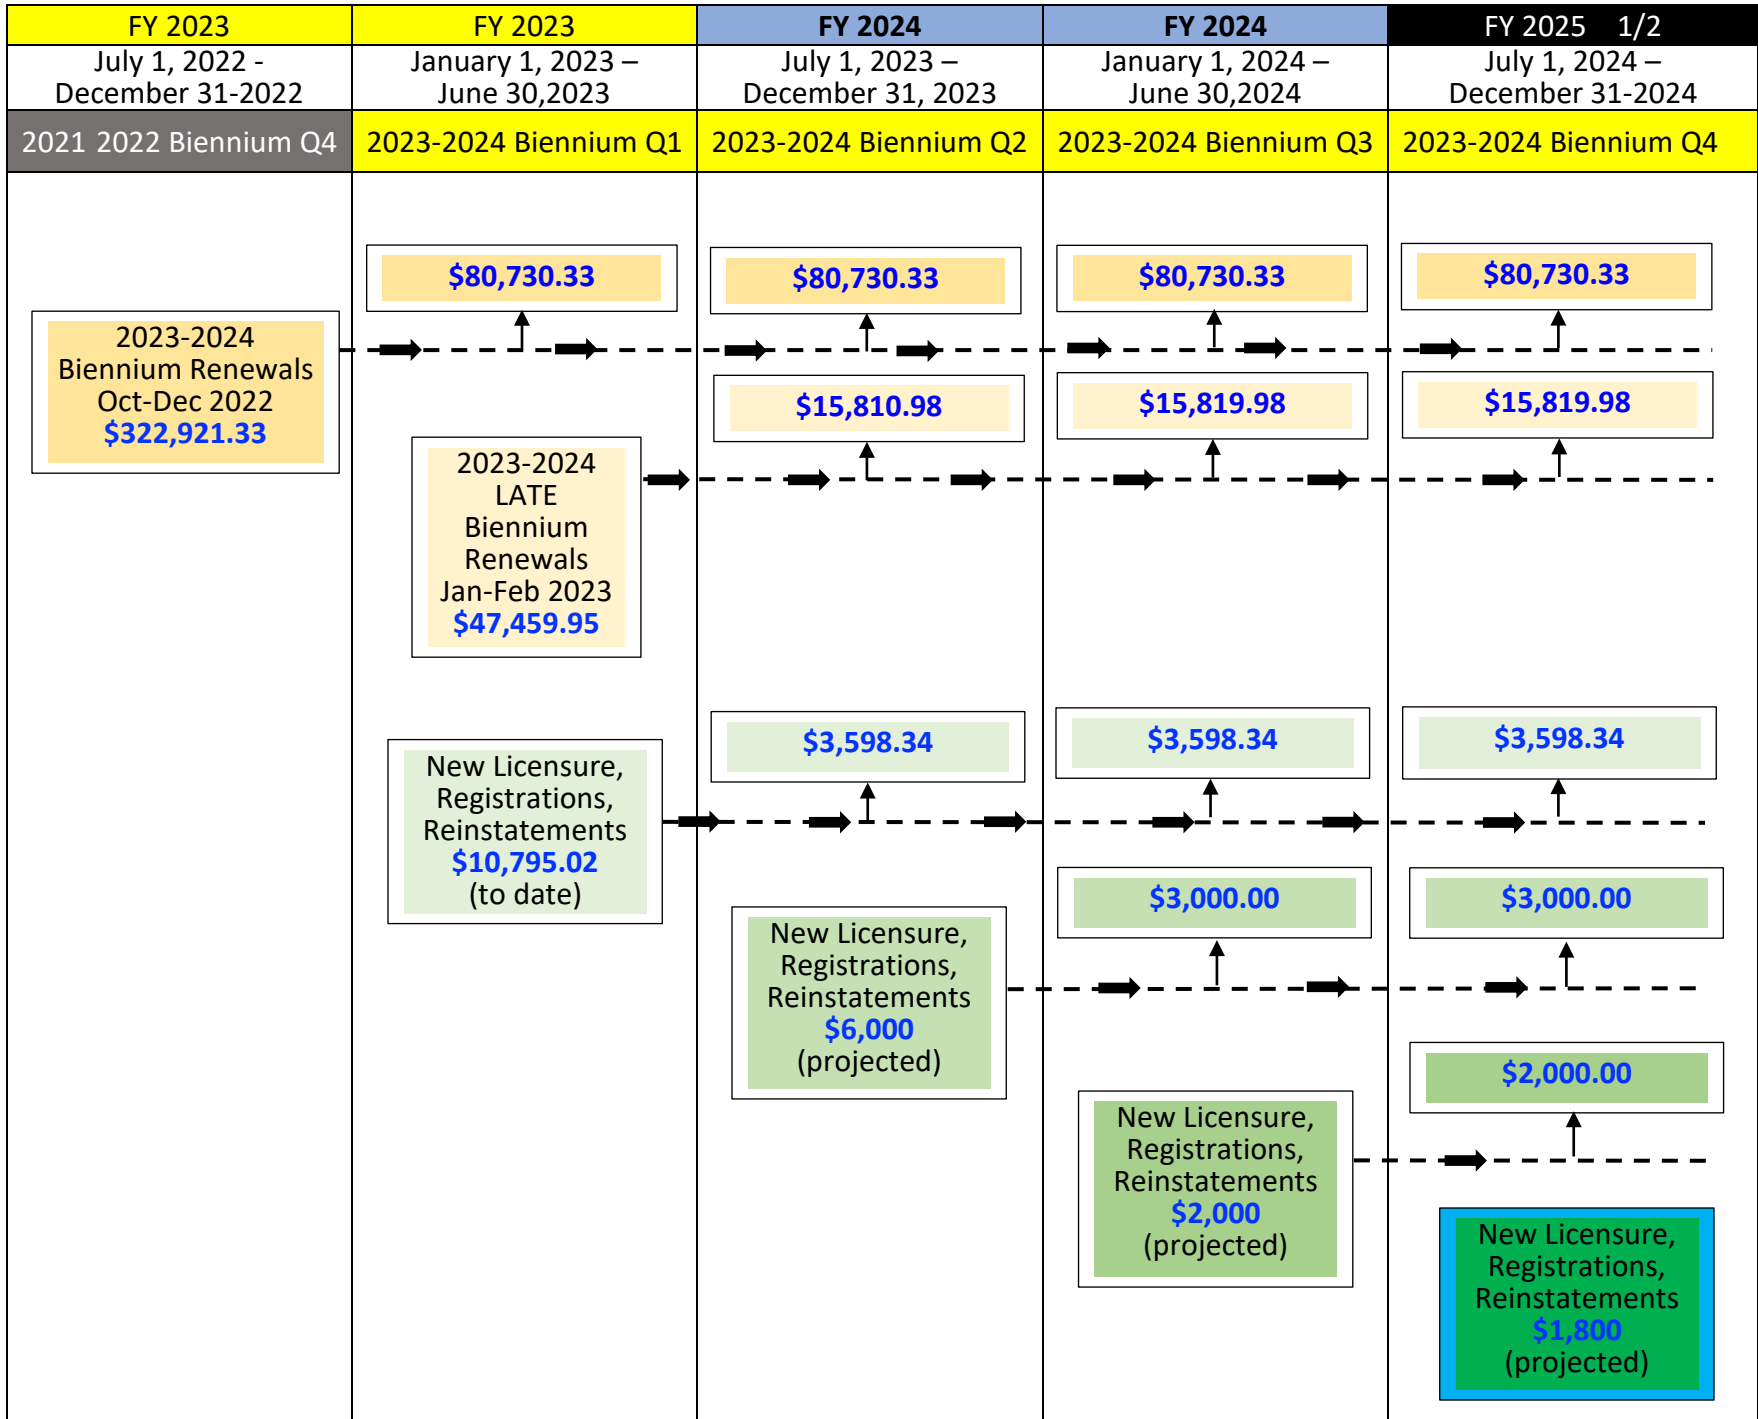 FY 2023
FY 2023
FY 2024
FY 2024
FY 2025 1/2
July 1, 2022 -
December 31-2022
January 1, 2023 –
June 30,2023
July 1, 2023 –
December 31, 2023
January 1, 2024 –
June 30,2024
July 1, 2024 –
December 31-2024
2021 2022 Biennium Q4
2023-2024 Biennium Q1
2023-2024 Biennium Q2
2023-2024 Biennium Q3
2023-2024 Biennium Q4
$80,730.33
$80,730.33
$80,730.33
$80,730.33
2023-2024
Biennium Renewals
Oct-Dec 2022
$322,921.33
$15,810.98
$15,819.98
$15,819.98
2023-2024
LATE
Biennium
Renewals
Jan-Feb 2023
$47,459.95
$3,598.34
$3,598.34
$3,598.34
New Licensure,
Registrations,
Reinstatements
$10,795.02
(to date)
$3,000.00
$3,000.00
New Licensure,
Registrations,
Reinstatements
$6,000
(projected)
$2,000.00
New Licensure,
Registrations,
Reinstatements
$2,000
(projected)
New Licensure,
Registrations,
Reinstatements
$1,800
(projected)